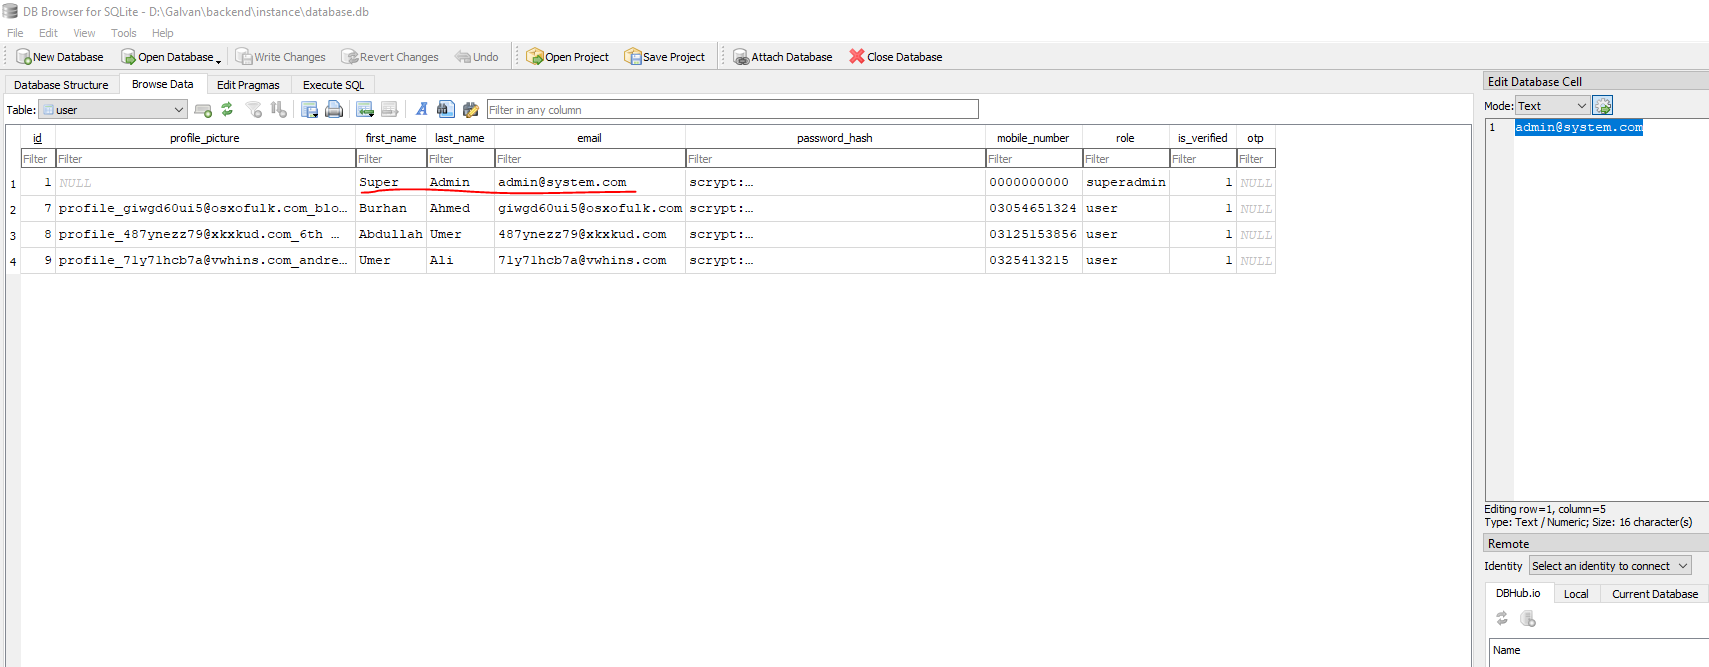 DB Browser for SQLite - D:\Galvan\backend\instance\database.db
File Edit View Tools Help
New Database Open Database Write Changes Revert Changes Undo Open Project Save Project Attach Database Close Database
Database Structure Browse Data Edit Pragmas Execute SQL
Table: user Filter in any column
id profile_picture first_name last_name email password_hash mobile_number role is_verified otp
Filter Filter Filter Filter Filter Filter Filter Filter Filter Filter
1 1 NULL Super Admin admin@system.com scrypt:... 0000000000 superadmin 1 NULL
2 7 profile_giwgd60ui5@osxofulk.com_blo... Burhan Ahmed giwgd60ui5@osxofulk.com scrypt:... 03054651324 user 1 NULL
3 8 profile_487ynezz79@xkxkud.com_6th ... Abdullah Umer 487ynezz79@xkxkud.com scrypt:... 03125153856 user 1 NULL
4 9 profile_71y71hcb7a@vwhins.com_andre... Umer Ali 71y71hcb7a@vwhins.com scrypt:... 0325413215 user 1 NULL
Edit Database Cell
Mode: Text
1 admin@system.com
Editing row=1, column=5
Type: Text / Numeric; Size: 16 character(s)
Remote
Identity Select an identity to connect
DBHub.io Local Current Database
Name